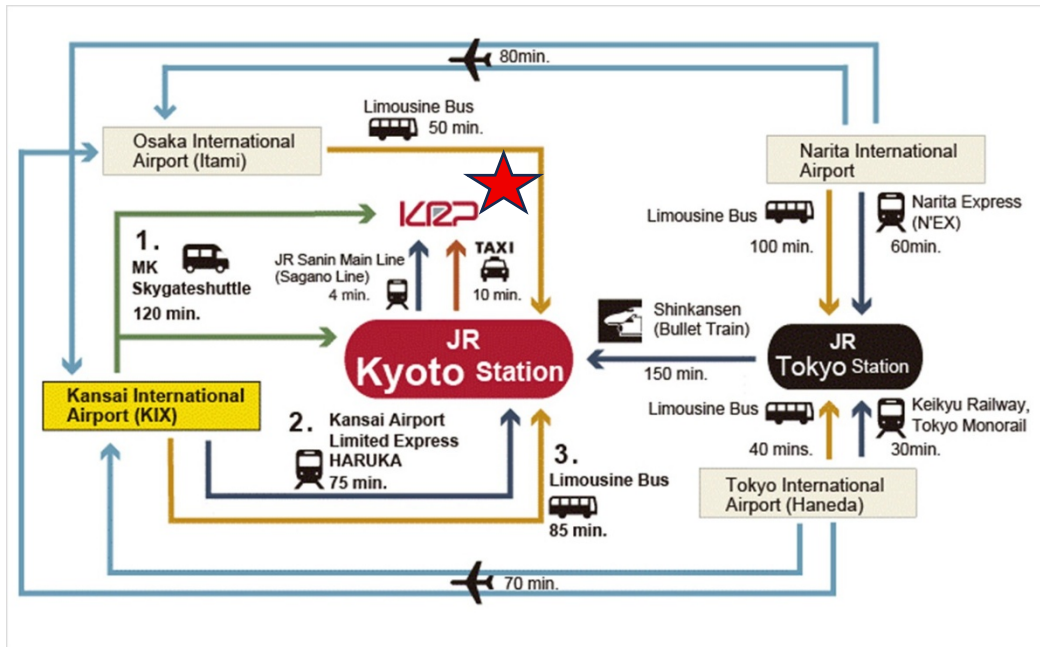 80min.
Limousine Bus
50 min.
Osaka International
Airport (Itami)
Narita International
Airport
KRP
1.
MK
Skygateshuttle
120 min.
JR Sanin Main Line
(Sagano Line)
4 min.
TAXI
10 min.
Limousine Bus
100 min.
Narita Express
(N'EX)
60min.
Shinkansen
(Bullet Train)
150 min.
JR
Kyoto Station
JR
Tokyo Station
Kansai International
Airport (KIX)
2.
Kansai Airport
Limited Express
HARUKA
75 min.
3.
Limousine Bus
85 min.
Limousine Bus
40 mins.
Keikyu Railway,
Tokyo Monorail
30min.
Tokyo International
Airport (Haneda)
70 min.